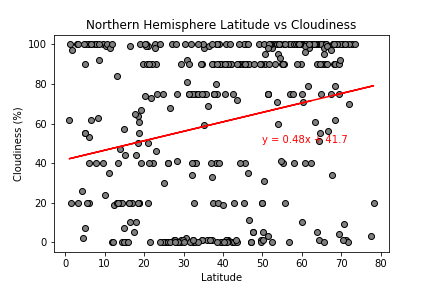 Northern Hemisphere Latitude vs Cloudiness
100
80
60
40
20
0
Cloudiness (%)
y = 0.48x + 41.7
0 10 20 30 40 50 60 70 80
Latitude